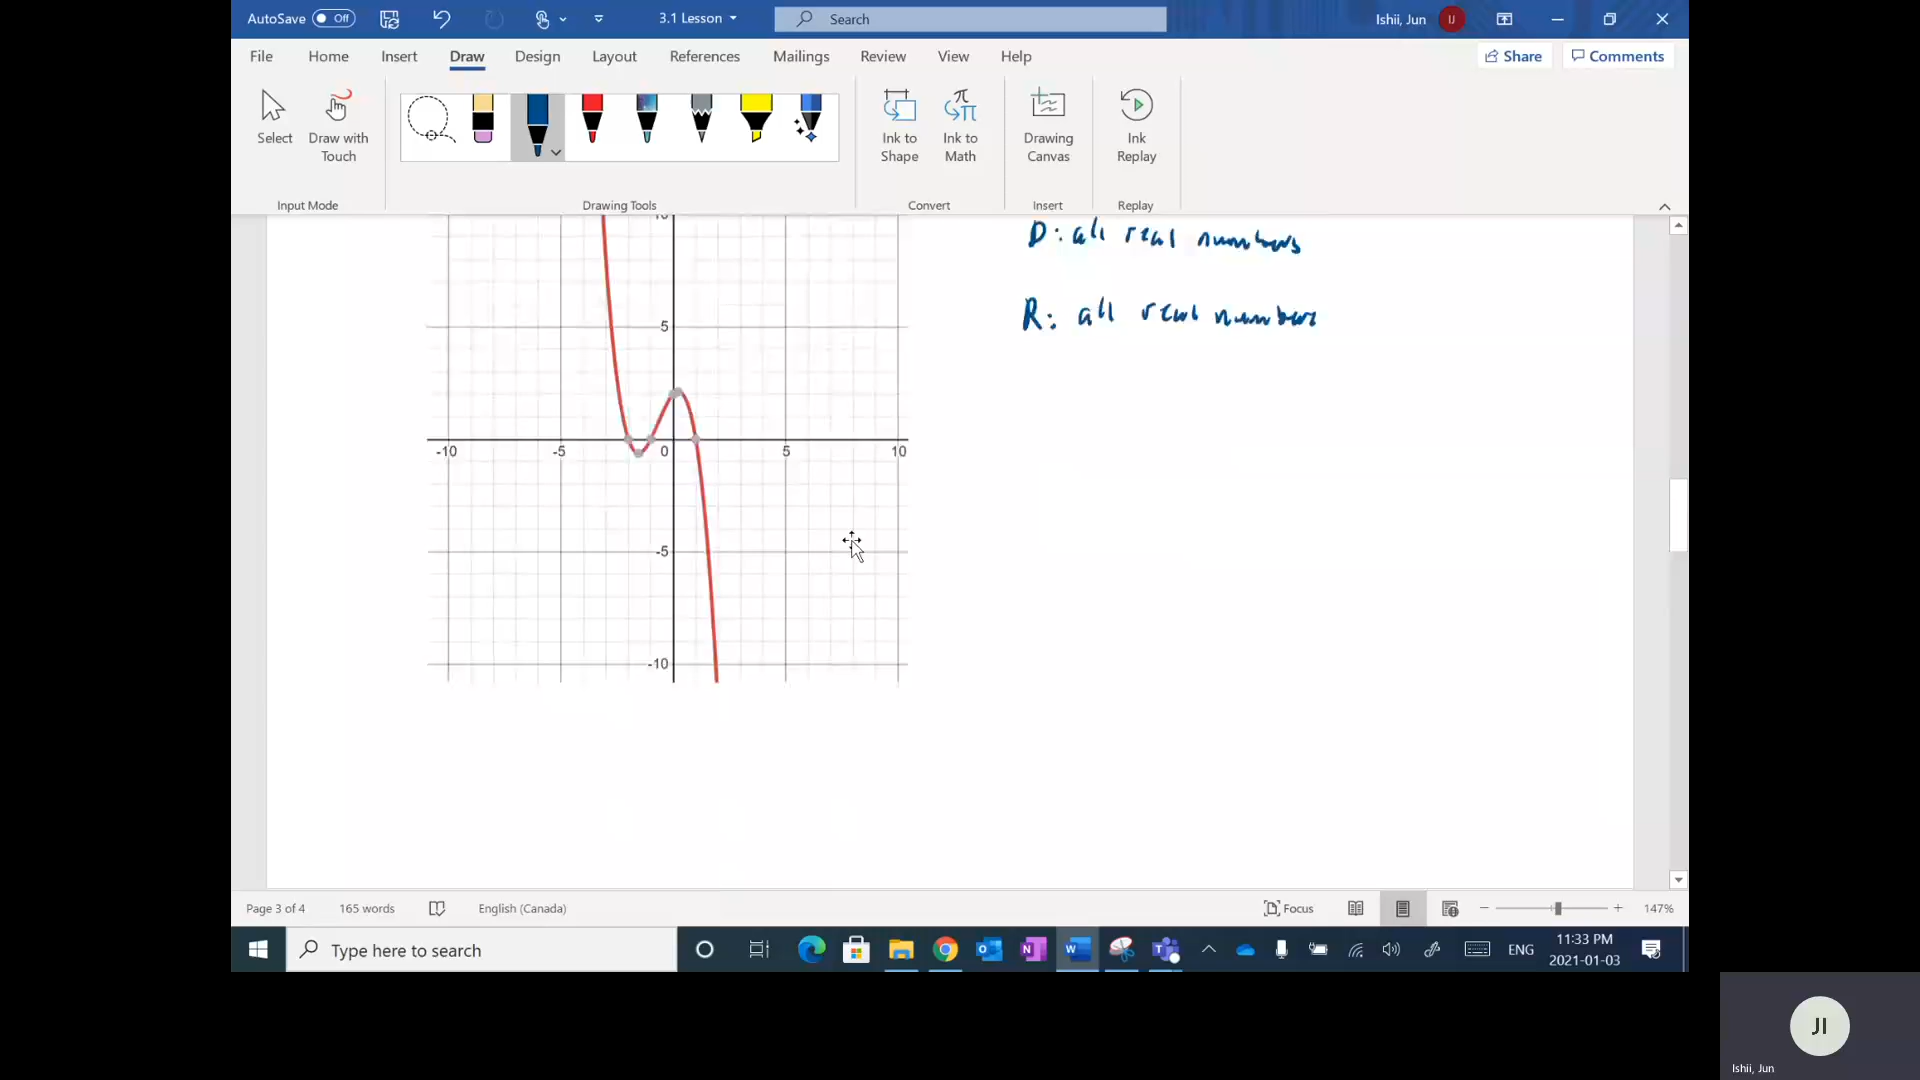 AutoSave Off 3.1 Lesson Search Ishii, Jun IJ
File Home Insert Draw Design Layout References Mailings Review View Help Share Comments
Select
Draw with
Touch
Ink to
Shape
Ink to
Math
Drawing
Canvas
Ink
Replay
Input Mode Drawing Tools Convert Insert Replay
10
D: all real numbers
R: all real numbers
5
-10 -5 0 5 10
-5
-10
Page 3 of 4 165 words English (Canada) Focus 147%
Type here to search ENG 11:33 PM
2021-01-03
JI
Ishii, Jun